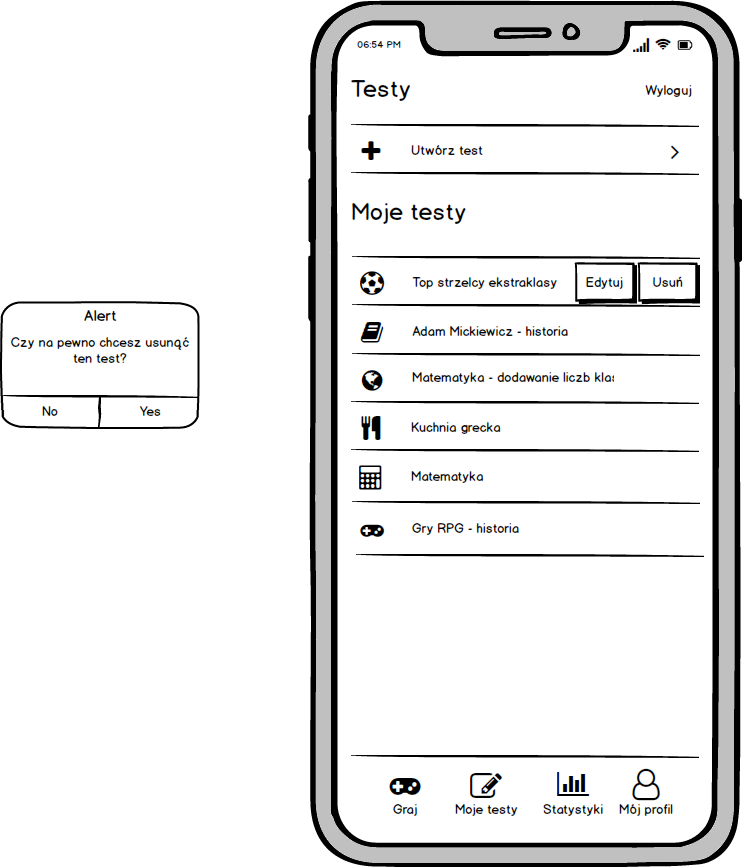 06:54 PM
Testy
Wyloguj
Utwórz test
Moje testy
Top strzelcy ekstraklasy
Edytuj
Usuń
Adam Mickiewicz - historia
Matematyka - dodawanie liczb klas
Kuchnia grecka
Matematyka
Gry RPG - historia
Graj
Moje testy
Statystyki
Mój profil
Alert
Czy na pewno chcesz usunąć
ten test?
No
Yes